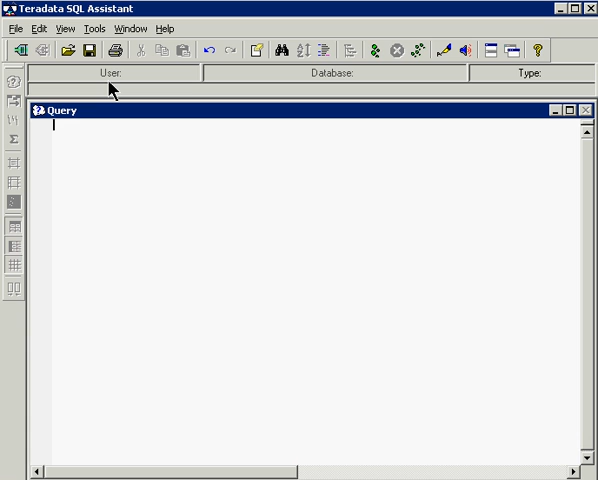 Teradata SQL Assistant
File Edit View Tools Window Help
User: Database: Type:
Query